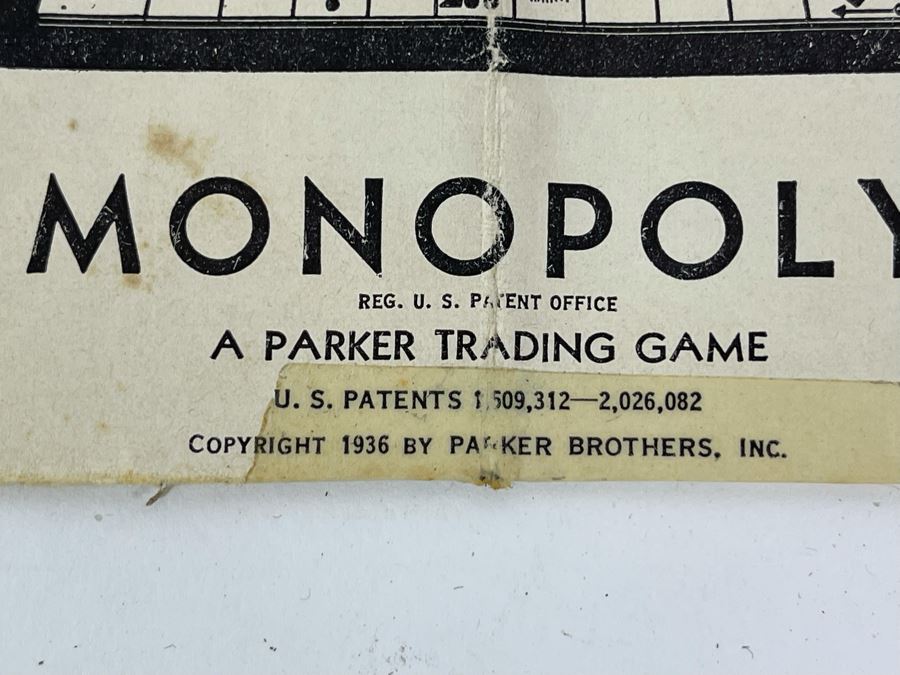 MONOPOLY
REG. U. S. PATENT OFFICE
A PARKER TRADING GAME
U. S. PATENTS 1,509,312—2,026,082
COPYRIGHT 1936 BY PARKER BROTHERS, INC.